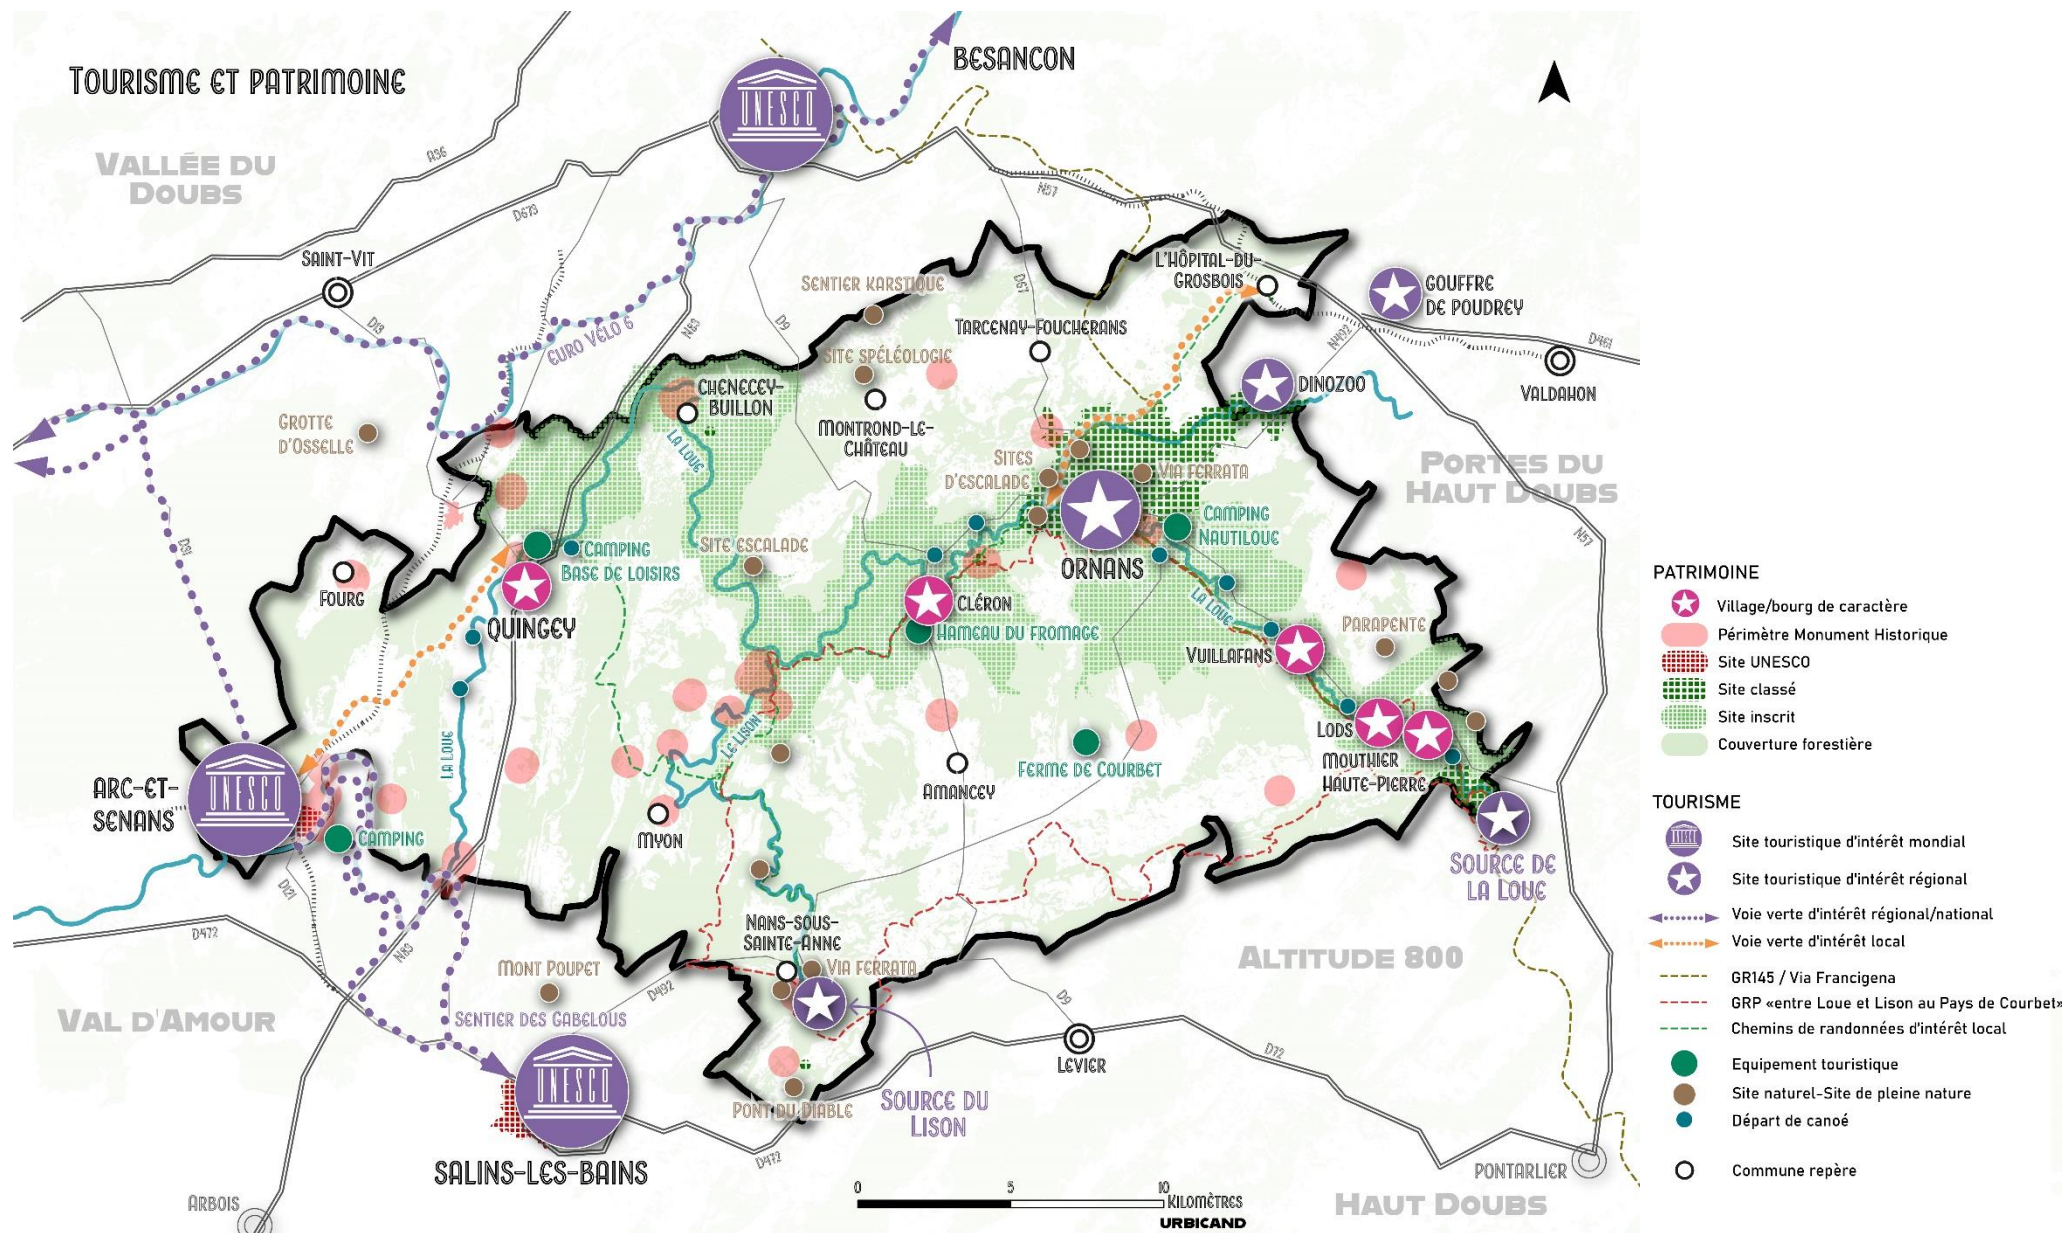 TOURISME ET PATRIMOINE
BESANCON
UNESCO
VALLÉE DU
DOUBS
A36
D673
N57
SAINT-VIT
D13
EURO VÉLO 6
N83
D9
SENTIER KARSTIQUE
D67
L'HÔPITAL-DU-
GROSBOIS
GOUFFRE
DE POUDREY
N492
D461
VALDAHON
TARCENAY-FOUCHERANS
SITE SPÉLÉOLOGIE
DINOZOO
CHENECEY-
BUILLON
MONTROND-LE-
CHÂTEAU
GROTTE
D'OSSELLE
LA LOUE
SITES
D'ESCALADE
VIA FERRATA
PORTES DU
HAUT DOUBS
CAMPING
NAUTILOUE
D31
N57
SITE ESCALADE
CAMPING
BASE DE LOISIRS
ORNANS
FOURG
CLÉRON
LA LOUE
QUINGEY
HAMEAU DU FROMAGE
PARAPENTE
VUILLAFANS
LE LISON
LODS
LA LOUE
MOUTHIER
HAUTE-PIERRE
FERME DE COURBET
AMANCEY
ARC-ET-
SENANS
UNESCO
CAMPING
MYON
SOURCE DE
LA LOUE
D121
D472
N83
NANS-SOUS-
SAINTE-ANNE
VIA FERRATA
MONT POUPET
D492
ALTITUDE 800
D9
VAL D'AMOUR
SENTIER DES GABELOUS
LEVIER
D72
UNESCO
PONT DU DIABLE
SOURCE DU
LISON
SALINS-LES-BAINS
D472
PONTARLIER
ARBOIS
HAUT DOUBS
0 5 10
KILOMÈTRES
URBICAND
PATRIMOINE
Village/bourg de caractère
Périmètre Monument Historique
Site UNESCO
Site classé
Site inscrit
Couverture forestière
TOURISME
UNESCO
Site touristique d'intérêt mondial
Site touristique d'intérêt régional
Voie verte d'intérêt régional/national
Voie verte d'intérêt local
GR145 / Via Francigena
GRP «entre Loue et Lison au Pays de Courbet»
Chemins de randonnées d'intérêt local
Equipement touristique
Site naturel-Site de pleine nature
Départ de canoé
Commune repère